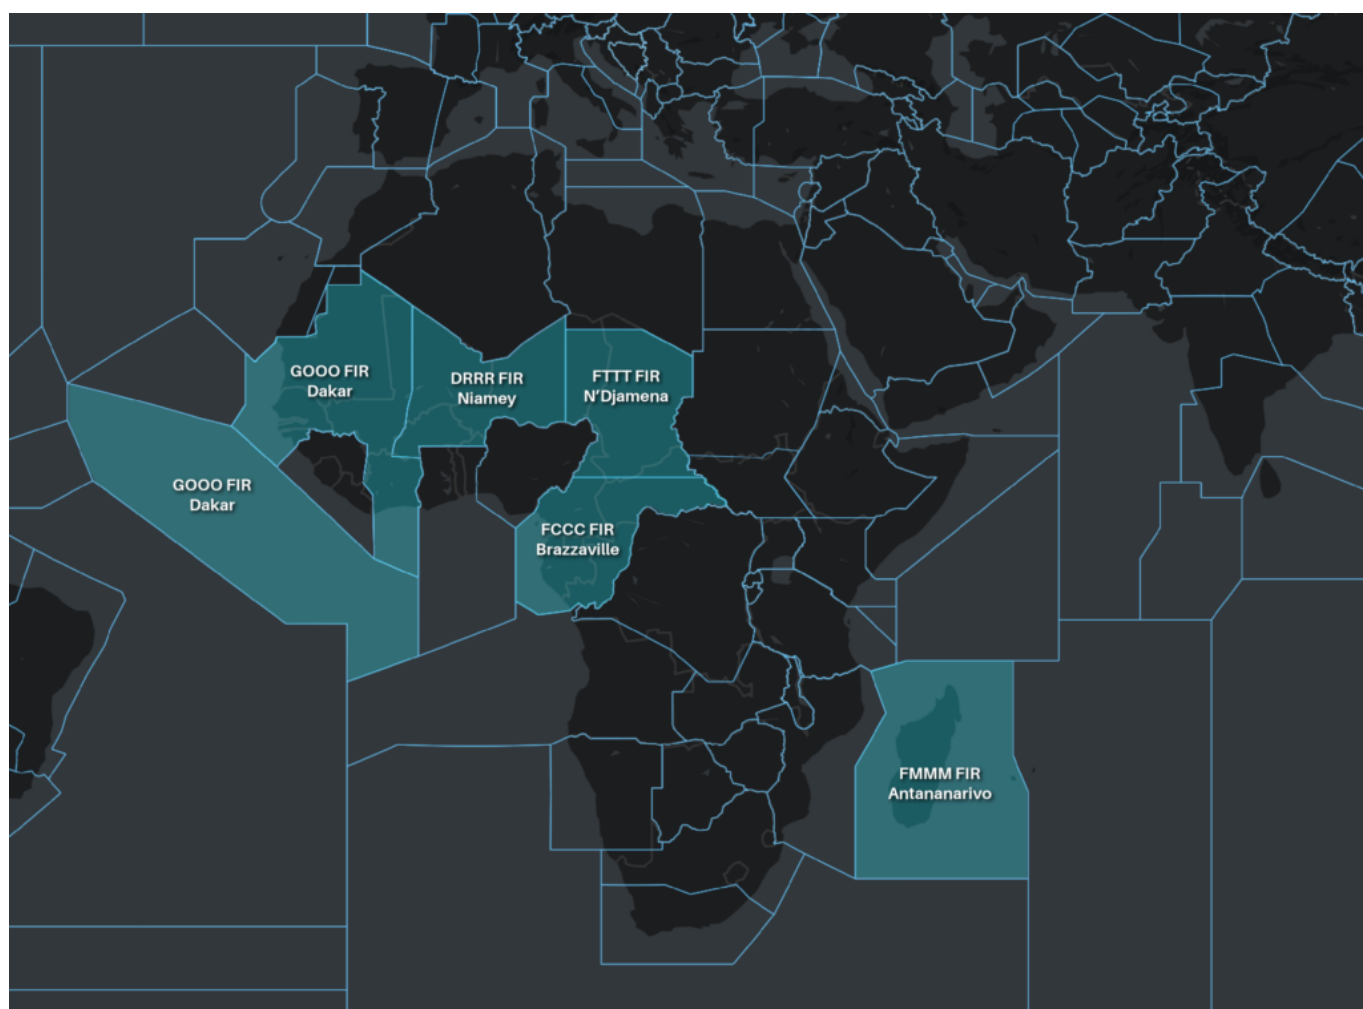 GOOO FIR
Dakar
DRRR FIR
Niamey
FTTT FIR
N'Djamena
GOOO FIR
Dakar
FCCC FIR
Brazzaville
FMMM FIR
Antananarivo